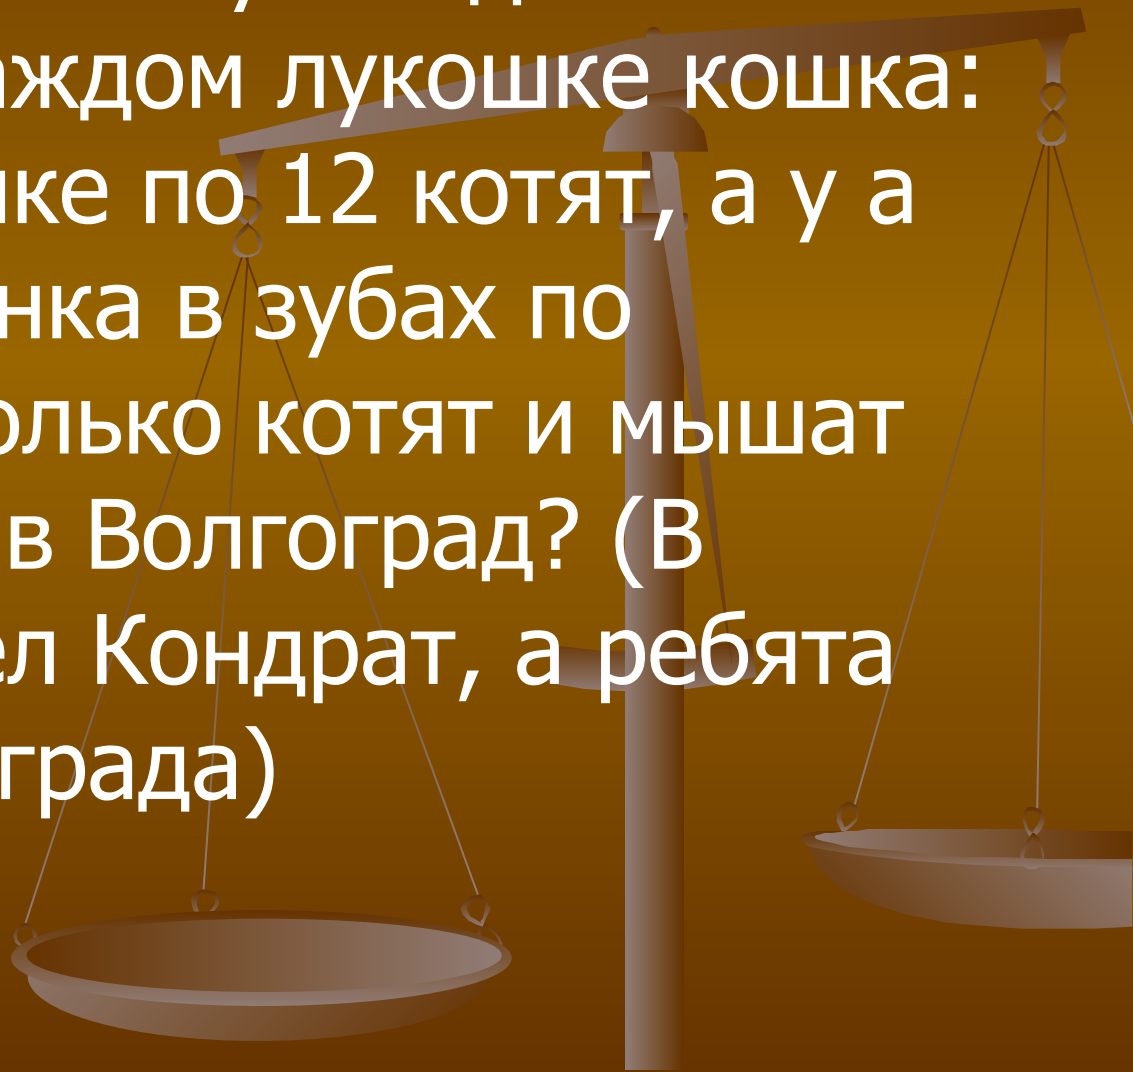 аждом лукошке кошка:
ке по 12 котят, а у а
нка в зубах по
олько котят и мышат
в Волгоград? (В
ел Кондрат, а ребята
града)